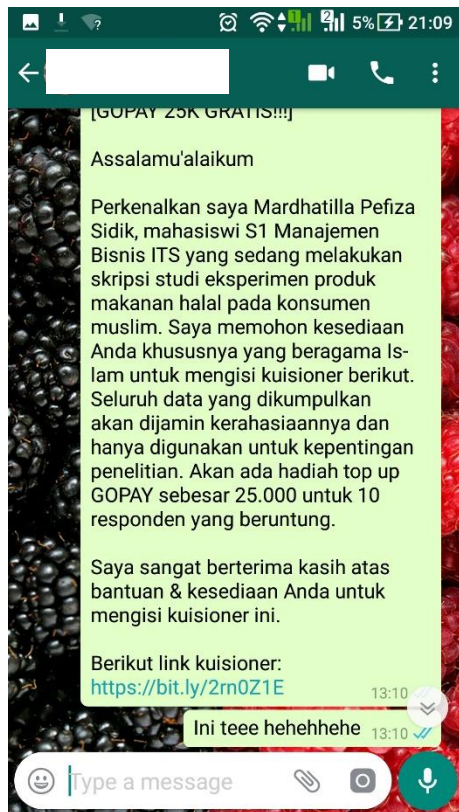 5% 21:09
[GOPAY 25K GRATIS!!!]
Assalamu'alaikum
Perkenalkan saya Mardhatilla Pefiza
Sidik, mahasiswi S1 Manajemen
Bisnis ITS yang sedang melakukan
skripsi studi eksperimen produk
makanan halal pada konsumen
muslim. Saya memohon kesediaan
Anda khususnya yang beragama Is-
lam untuk mengisi kuisioner berikut.
Seluruh data yang dikumpulkan
akan dijamin kerahasiaannya dan
hanya digunakan untuk kepentingan
penelitian. Akan ada hadiah top up
GOPAY sebesar 25.000 untuk 10
responden yang beruntung.
Saya sangat berterima kasih atas
bantuan & kesediaan Anda untuk
mengisi kuisioner ini.
Berikut link kuisioner:
https://bit.ly/2rn0Z1E 13:10
Ini teee hehehhehe 13:10
Type a message